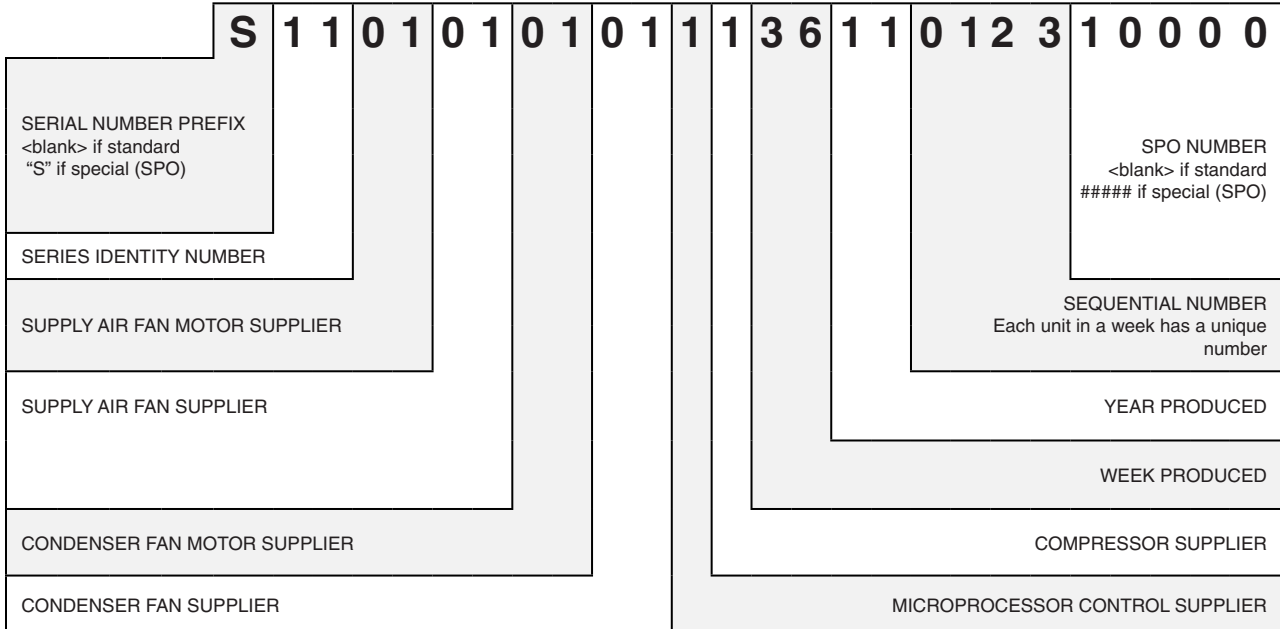 S 1 1 0 1 0 1 0 1 0 1 1 1 3 6 1 1 0 1 2 3 1 0 0 0 0
SERIAL NUMBER PREFIX
<blank> if standard
“S” if special (SPO)
SPO NUMBER
<blank> if standard
##### if special (SPO)
SERIES IDENTITY NUMBER
SUPPLY AIR FAN MOTOR SUPPLIER
SEQUENTIAL NUMBER
Each unit in a week has a unique
number
SUPPLY AIR FAN SUPPLIER
YEAR PRODUCED
WEEK PRODUCED
CONDENSER FAN MOTOR SUPPLIER
COMPRESSOR SUPPLIER
CONDENSER FAN SUPPLIER
MICROPROCESSOR CONTROL SUPPLIER